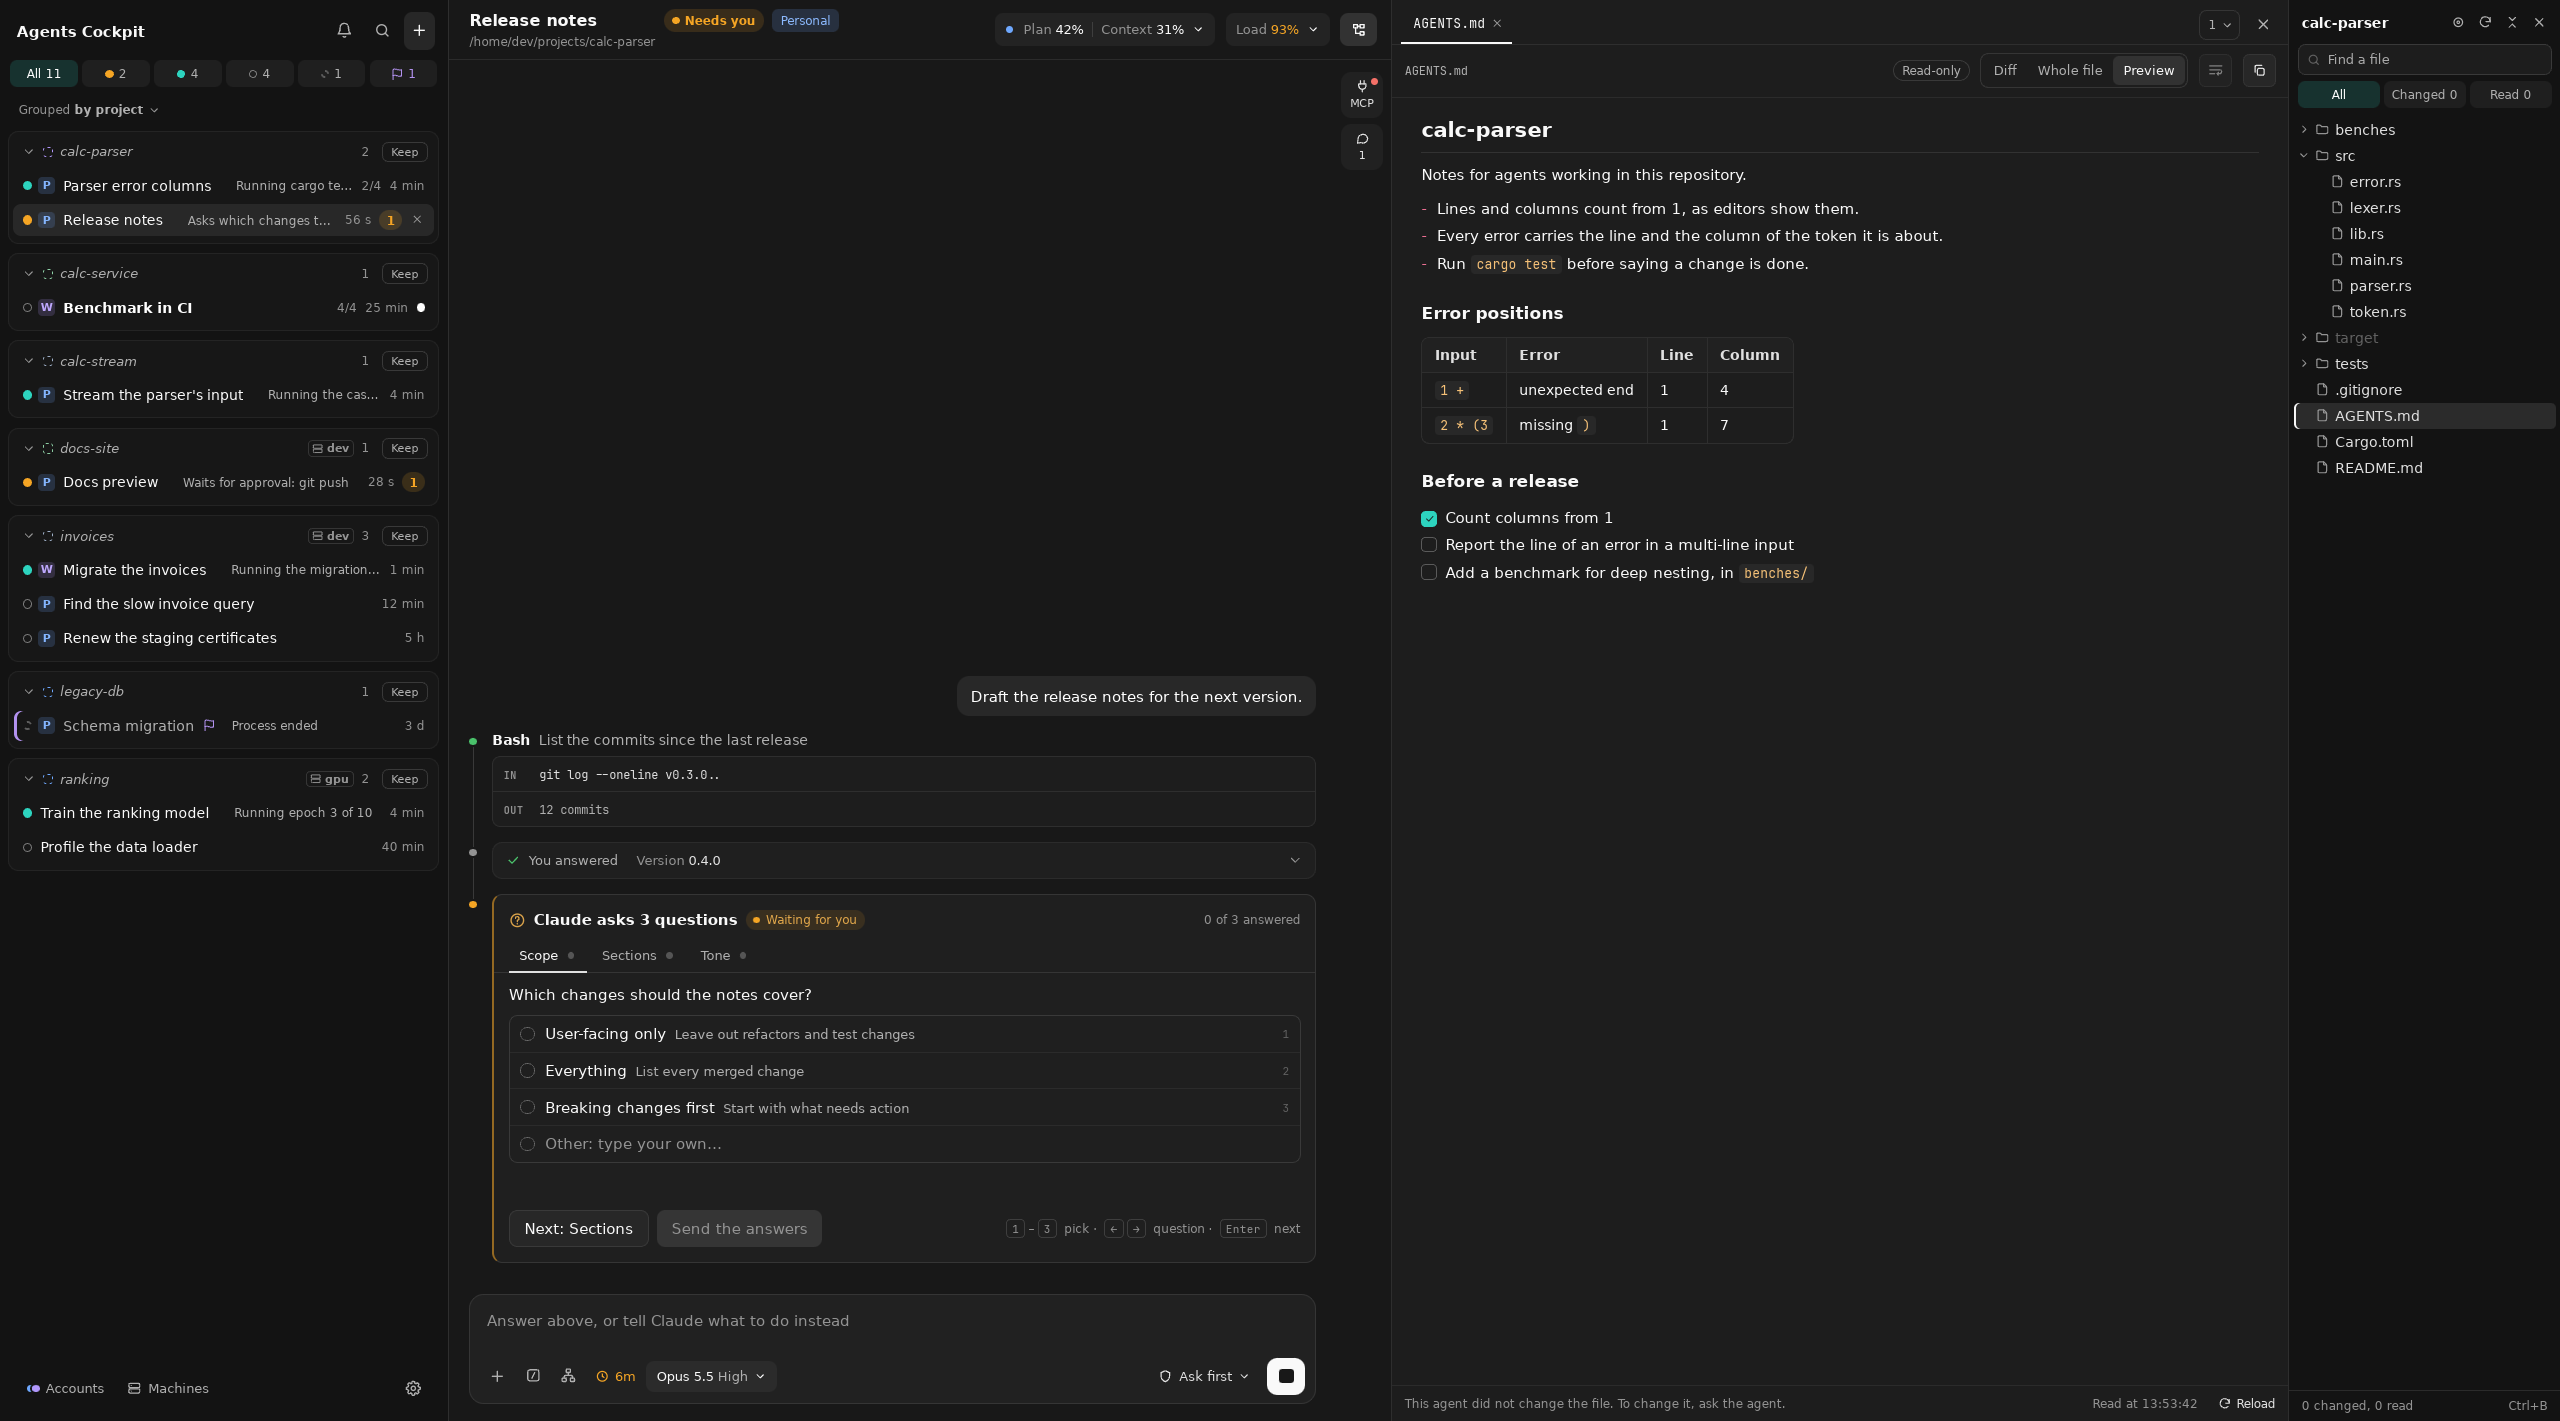 Agents Cockpit
All 11
2
4
4
1
1
Grouped by project
calc-parser 2 Keep
P Parser error columns Running cargo te... 2/4 4 min
P Release notes Asks which changes t... 56 s 1
calc-service 1 Keep
W Benchmark in CI 4/4 25 min
calc-stream 1 Keep
P Stream the parser's input Running the cas... 4 min
docs-site dev 1 Keep
P Docs preview Waits for approval: git push 28 s 1
invoices dev 3 Keep
W Migrate the invoices Running the migration... 1 min
P Find the slow invoice query 12 min
P Renew the staging certificates 5 h
legacy-db 1 Keep
P Schema migration Process ended 3 d
ranking gpu 2 Keep
Train the ranking model Running epoch 3 of 10 4 min
Profile the data loader 40 min
Accounts Machines
Release notes Needs you Personal
/home/dev/projects/calc-parser
Plan 42% Context 31% Load 93%
MCP
1
Draft the release notes for the next version.
Bash List the commits since the last release
IN git log --oneline v0.3.0..
OUT 12 commits
You answered Version 0.4.0
Claude asks 3 questions Waiting for you 0 of 3 answered
Scope Sections Tone
Which changes should the notes cover?
User-facing only Leave out refactors and test changes 1
Everything List every merged change 2
Breaking changes first Start with what needs action 3
Other: type your own...
Next: Sections Send the answers 1 – 3 pick · ← → question · Enter next
Answer above, or tell Claude what to do instead
6m Opus 5.5 High Ask first
AGENTS.md 1
AGENTS.md Read-only Diff Whole file Preview
calc-parser
Notes for agents working in this repository.
- Lines and columns count from 1, as editors show them.
- Every error carries the line and the column of the token it is about.
- Run cargo test before saying a change is done.
Error positions
Input Error Line Column
1 + unexpected end 1 4
2 * (3 missing ) 1 7
Before a release
Count columns from 1
Report the line of an error in a multi-line input
Add a benchmark for deep nesting, in benches/
This agent did not change the file. To change it, ask the agent. Read at 13:53:42 Reload
calc-parser
Find a file
All Changed 0 Read 0
benches
src
error.rs
lexer.rs
lib.rs
main.rs
parser.rs
token.rs
target
tests
.gitignore
AGENTS.md
Cargo.toml
README.md
0 changed, 0 read Ctrl+B